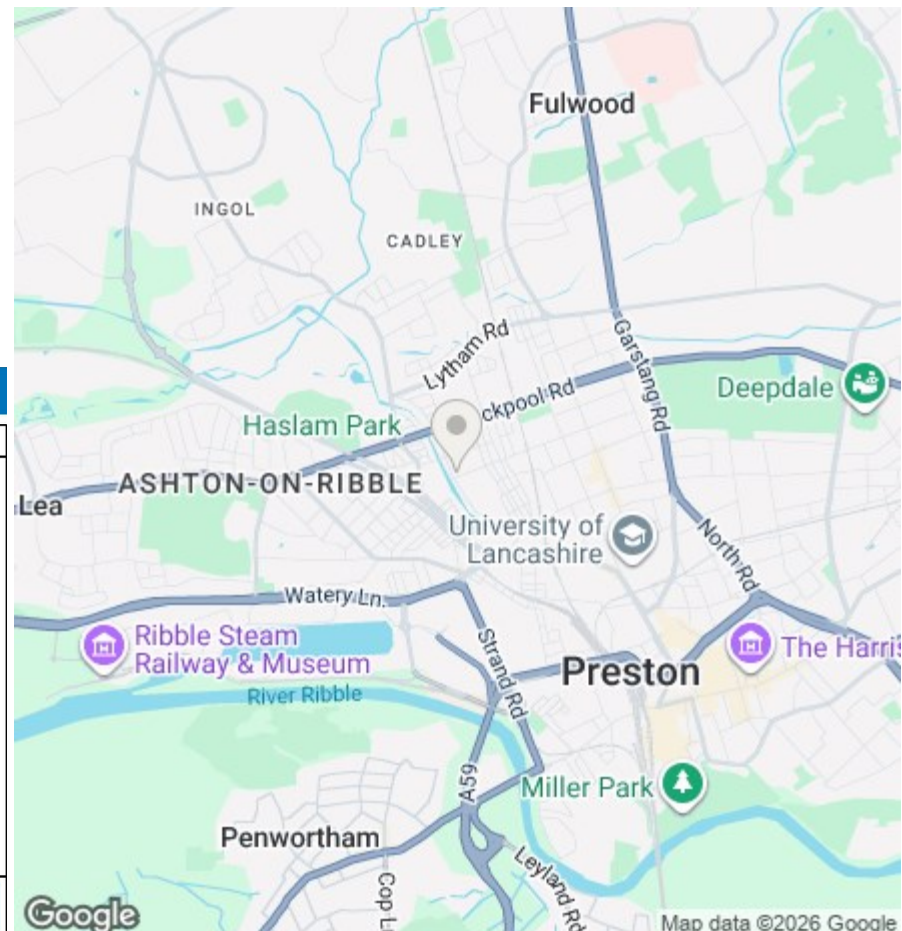 Fulwood
INGOL
CADLEY
Lytham Rd
Garstang Rd
ckpool Rd
Deepdale
Haslam Park
ASHTON-ON-RIBBLE
Lea
University of
Lancashire
North Rd
Watery Ln.
Ribble Steam
Railway & Museum
Strand Rd
The Harris
Preston
River Ribble
A59
Miller Park
Penwortham
Leyland Rd
Cop L
Google
Map data ©2026 Google